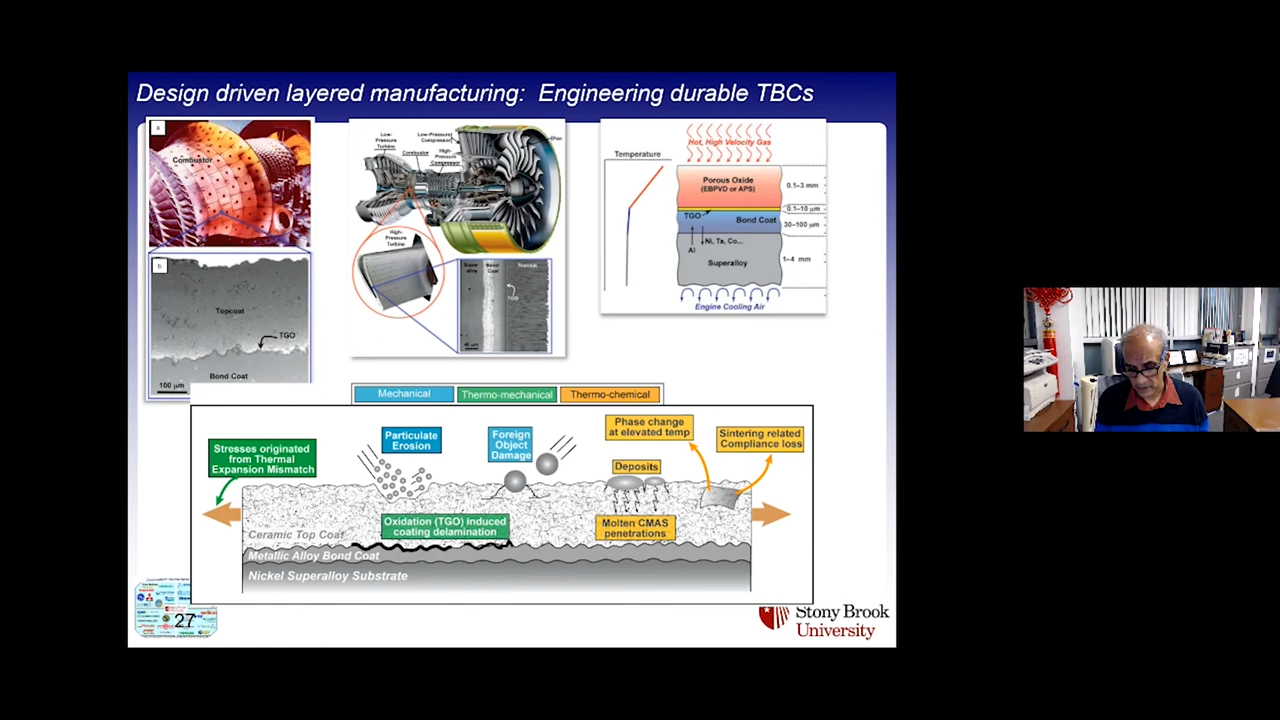 Design driven layered manufacturing: Engineering durable TBCs
a
Combustor
b
Topcoat
TGO
Bond Coat
100 μm
Low-
Pressure
Turbine
Low-Pressure
Compressor
Fan
Combustor
High-
Pressure
Compressor
High-
Pressure
Turbine
Bond
Coat
Topcoat
TGO
Temperature
Hot, High Velocity Gas
Porous Oxide
(EBPVD or APS)
0.1–3 mm
TGO
0.1–10 μm
Bond Coat
30–100 μm
Ni, Ta, Co...
Al
Superalloy
1–4 mm
Engine Cooling Air
Mechanical
Thermo-mechanical
Thermo-chemical
Stresses originated
from Thermal
Expansion Mismatch
Particulate
Erosion
Foreign
Object
Damage
Phase change
at elevated temp
Sintering related
Compliance loss
Deposits
Oxidation (TGO) Induced
coating delamination
Molten CMAS
penetrations
Ceramic Top Coat
Metallic Alloy Bond Coat
Nickel Superalloy Substrate
27
Stony Brook
University